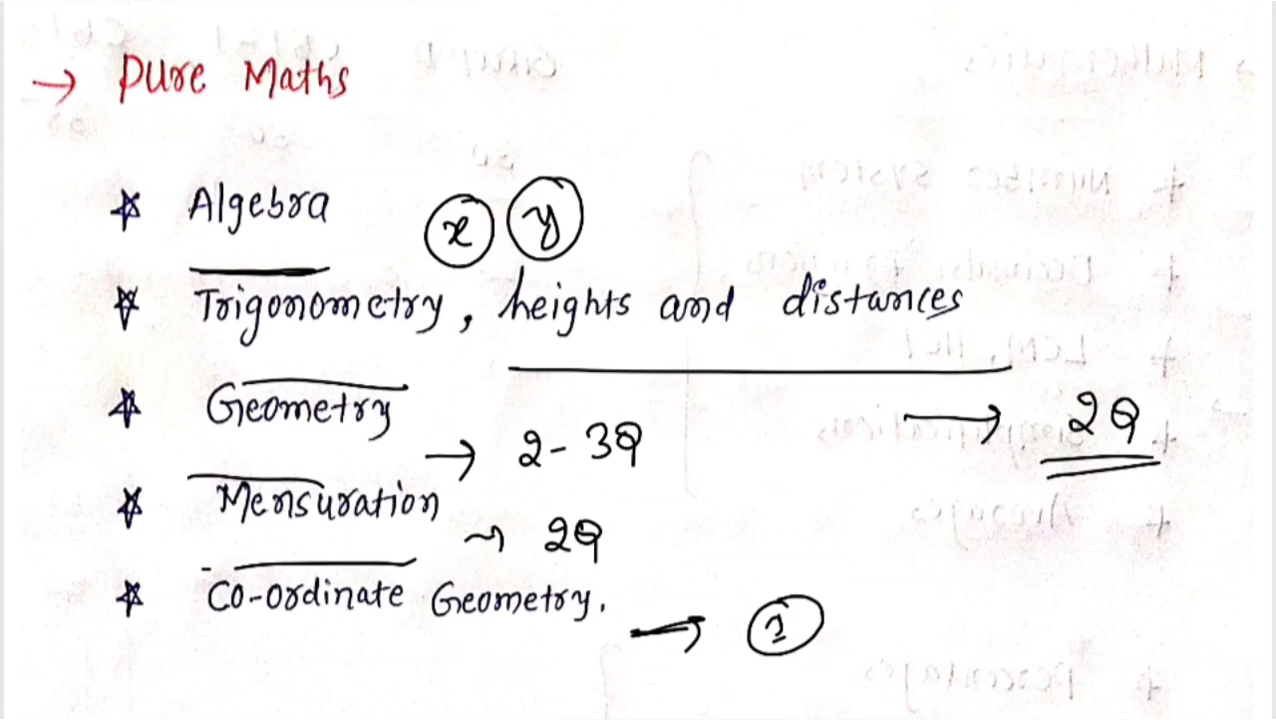 → Pure Maths
☆ Algebra x y
☆ Trigonometry, heights and distances
☆ Geometry → 2Q
→ 2-3Q
☆ Mensuration
→ 2Q
☆ Co-ordinate Geometry.
→ 1